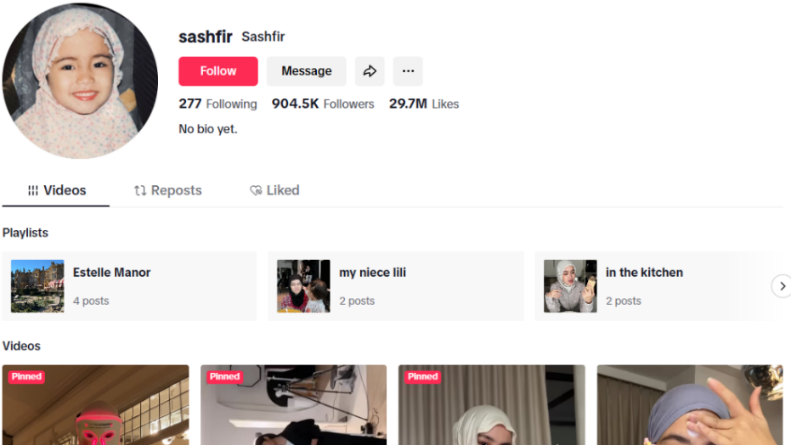 sashfir Sashfir
Follow Message
277 Following 904.5K Followers 29.7M Likes
No bio yet.
Videos Reposts Liked
Playlists
Estelle Manor
4 posts
my niece lili
2 posts
in the kitchen
2 posts
Videos
Pinned
Pinned
Pinned